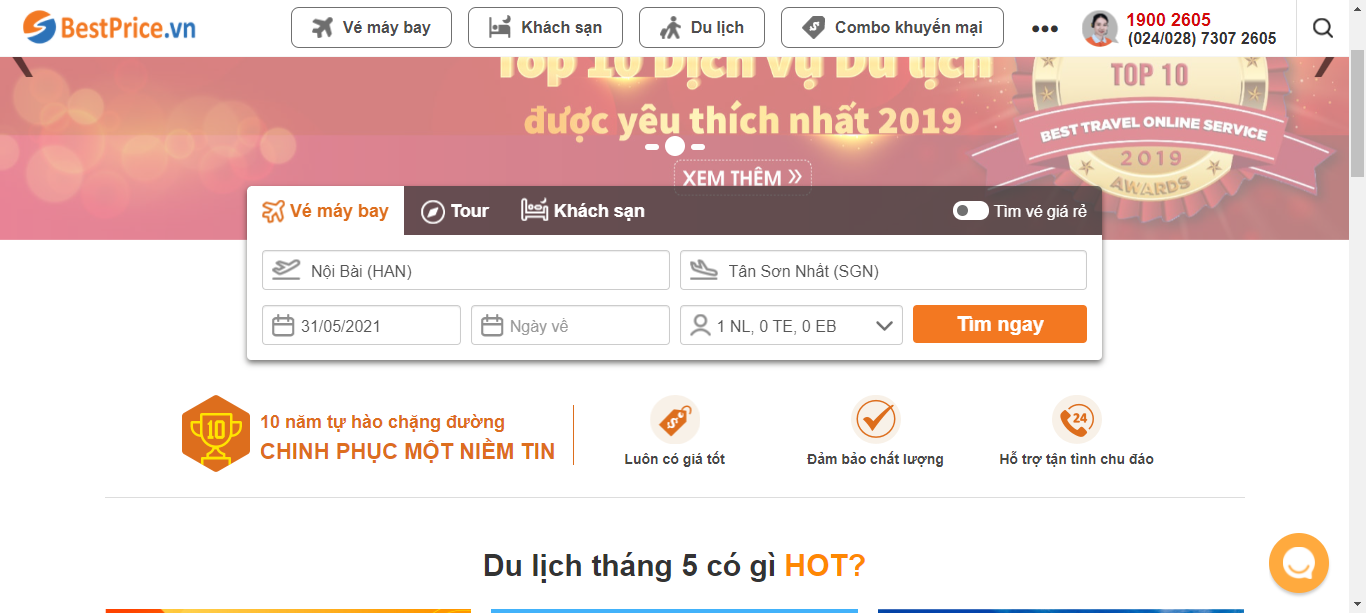 BestPrice.vn
Vé máy bay
Khách sạn
Du lịch
Combo khuyến mại
1900 2605
(024/028) 7307 2605
Top 10 Dịch vụ Du lịch
được yêu thích nhất 2019
XEM THÊM »
TOP 10
BEST TRAVEL ONLINE SERVICE
2019
AWARDS
Vé máy bay
Tour
Khách sạn
Tìm vé giá rẻ
Nội Bài (HAN)
Tân Sơn Nhất (SGN)
31/05/2021
Ngày về
1 NL, 0 TE, 0 EB
Tìm ngay
10
10 năm tự hào chặng đường
CHINH PHỤC MỘT NIỀM TIN
Luôn có giá tốt
Đảm bảo chất lượng
24
Hỗ trợ tận tình chu đáo
Du lịch tháng 5 có gì HOT?